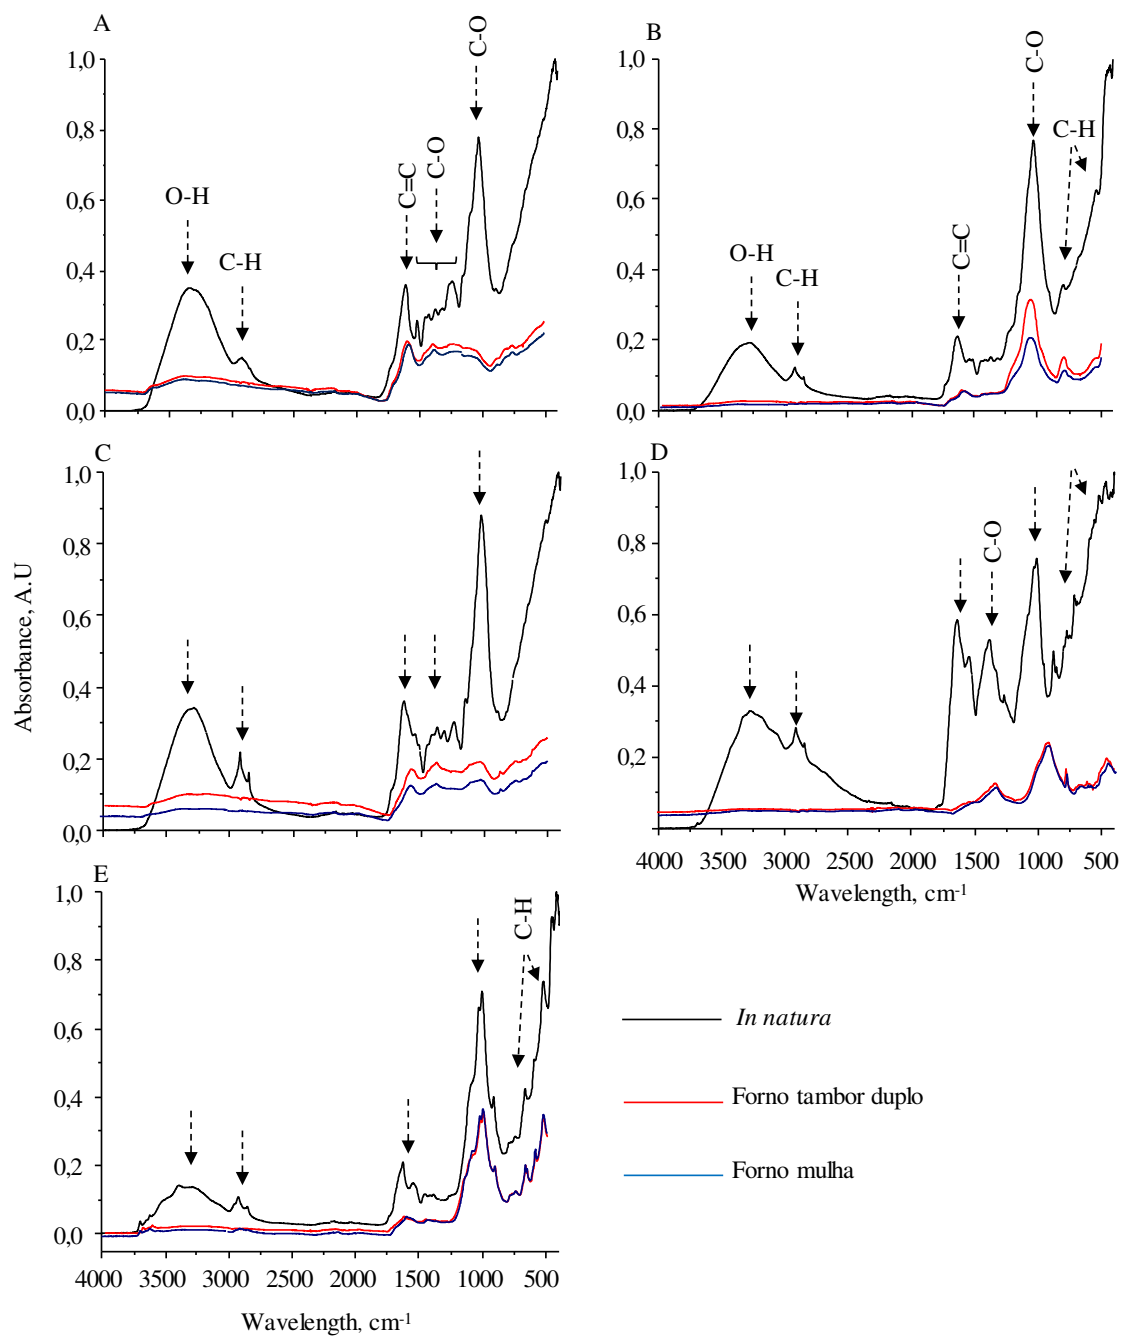 A
1,0
0,8
0,6
0,4
0,2
0,0
O-H
C-H
C=C
C-O
C-O
B
1,0
0,8
0,6
0,4
0,2
0,0
O-H
C-H
C=C
C-O
C-H
C
1,0
0,8
0,6
0,4
0,2
0,0
Absorbance, A.U
D
1,0
0,8
0,6
0,4
0,2
C-O
4000 3500 3000 2500 2000 1500 1000 500
Wavelength, cm-1
E
1,0
0,8
0,6
0,4
0,2
0,0
C-H
4000 3500 3000 2500 2000 1500 1000 500
Wavelength, cm-1
In natura
Forno tambor duplo
Forno mulha